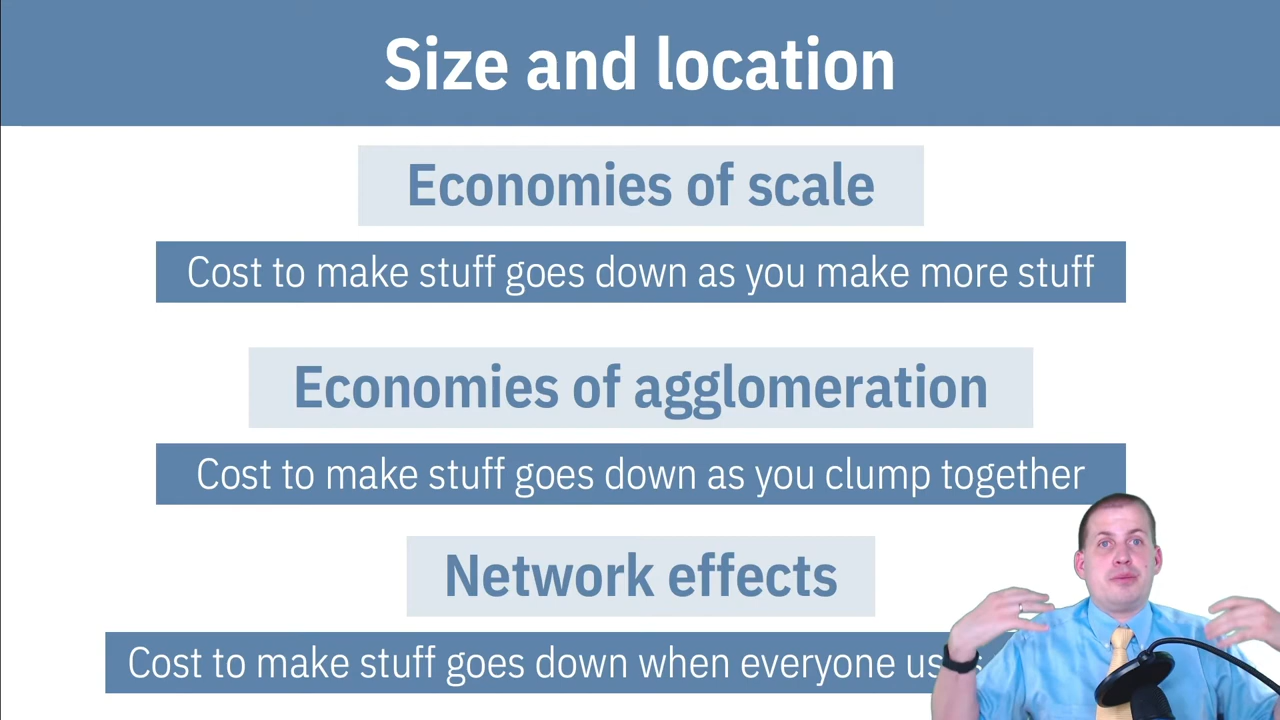 Size and location
Economies of scale
Cost to make stuff goes down as you make more stuff
Economies of agglomeration
Cost to make stuff goes down as you clump together
Network effects
Cost to make stuff goes down when everyone